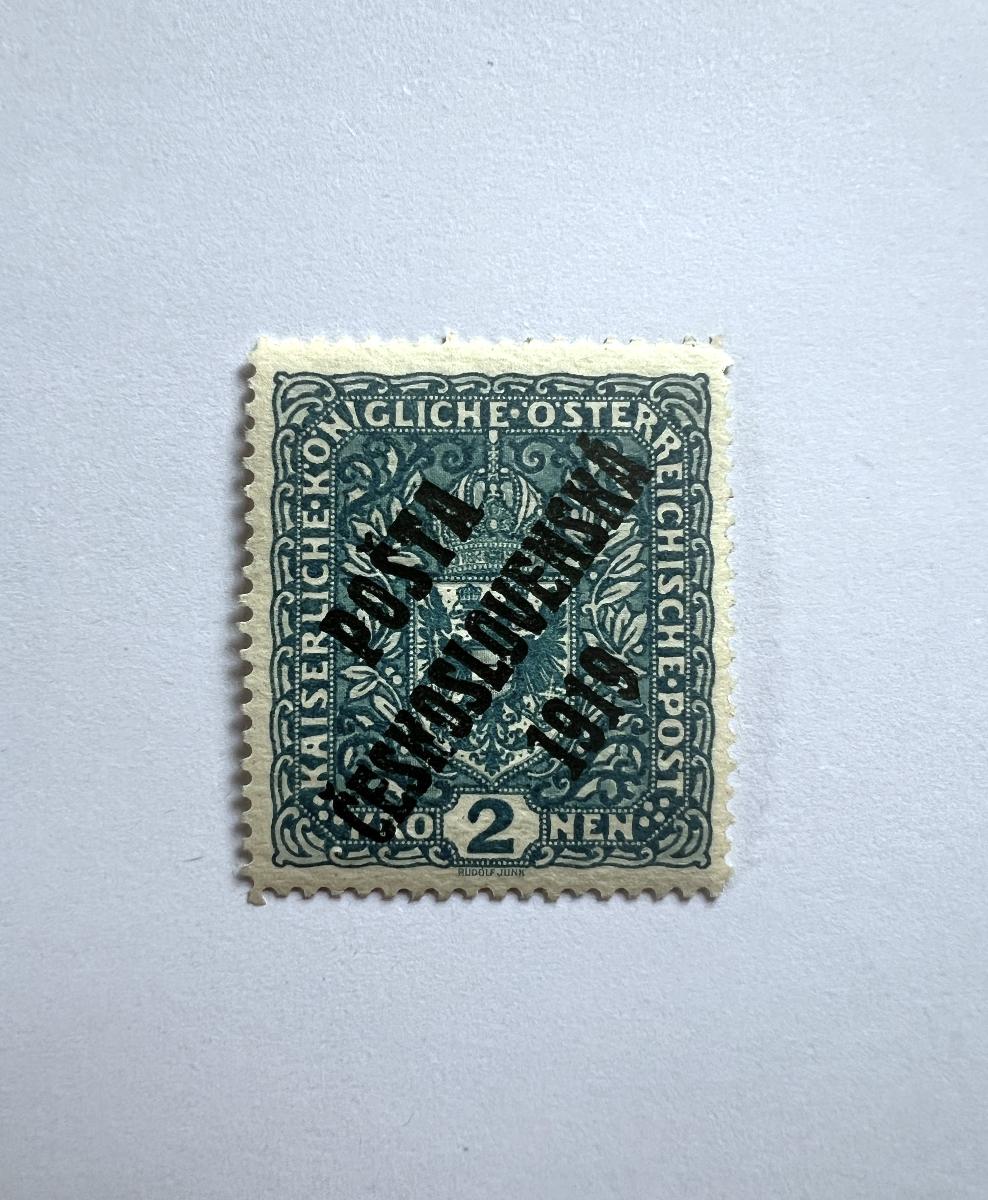 KAISERLICHE·KÖNIGLICHE·ÖSTERREICHISCHE·POST
POŠTA
ČESKOSLOVENSKÁ
1919
KRO 2 NEN
RUDOLF JUNK